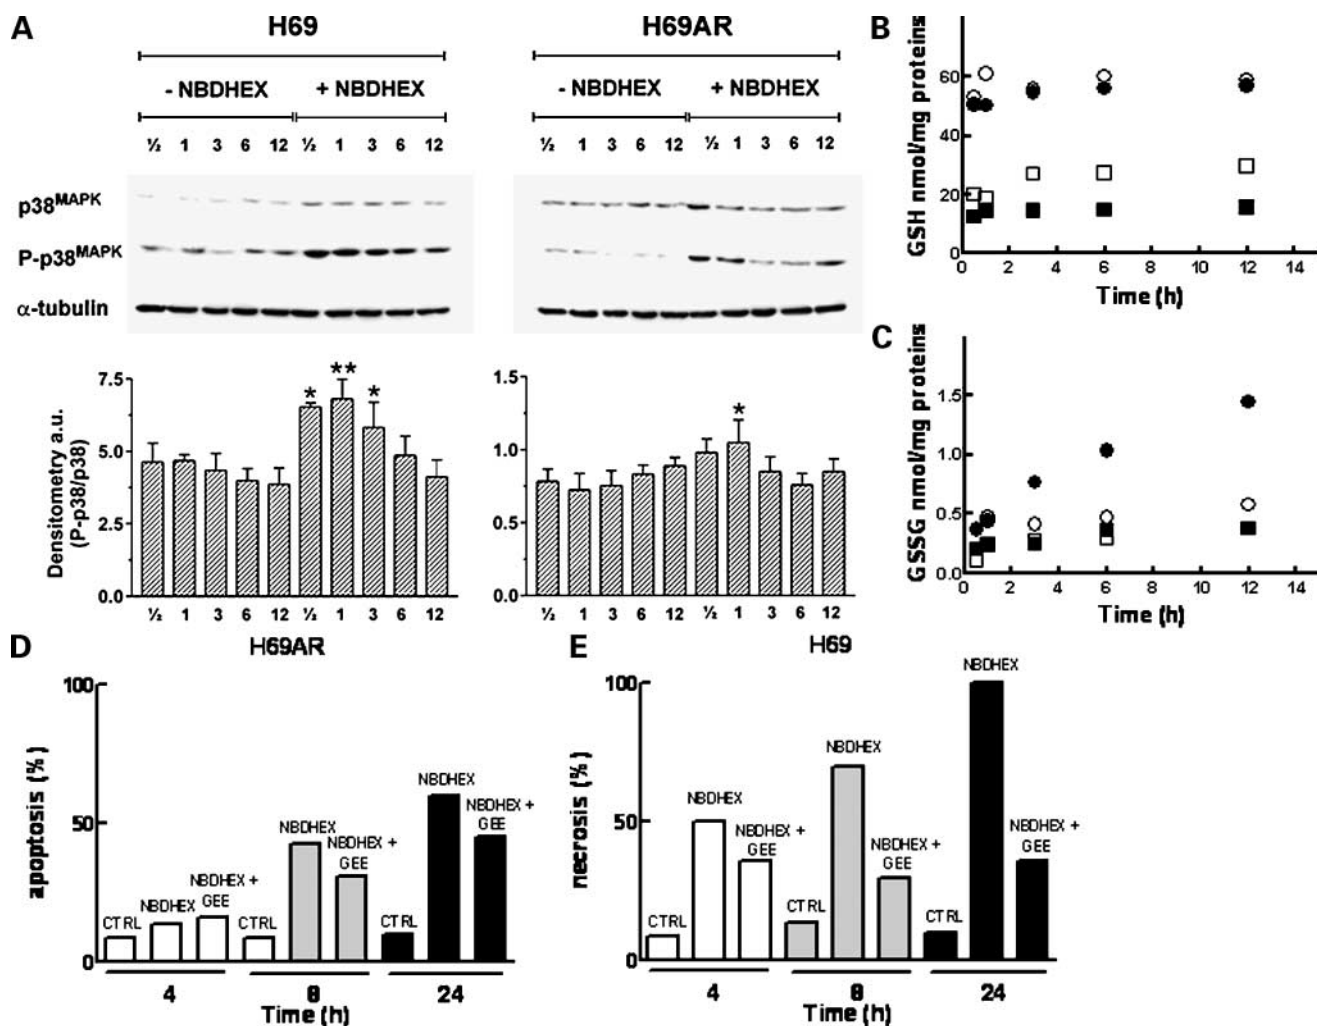 A
H69
H69AR
- NBDHEX
+ NBDHEX
- NBDHEX
+ NBDHEX
½ 1 3 6 12 ½ 1 3 6 12
½ 1 3 6 12 ½ 1 3 6 12
p38MAPK
P-p38MAPK
α-tubulin
Densitometry a.u.
(P-p38/p38)
7.5
5.0
2.5
0.0
* ** *
½ 1 3 6 12 ½ 1 3 6 12
1.5
1.0
0.5
0.0
*
½ 1 3 6 12 ½ 1 3 6 12
B
GSH nmol/mg proteins
60
40
20
0
0 2 4 6 8 10 12 14
Time (h)
C
GSSG nmol/mg proteins
1.5
1.0
0.5
0.0
0 2 4 6 8 10 12 14
Time (h)
D
H69AR
apoptosis (%)
100
50
0
CTRL
NBDHEX
NBDHEX +
GEE
CTRL
NBDHEX
NBDHEX +
GEE
CTRL
NBDHEX
NBDHEX +
GEE
4 8 24
Time (h)
E
H69
necrosis (%)
100
50
0
CTRL
NBDHEX
NBDHEX +
GEE
CTRL
NBDHEX
NBDHEX +
GEE
CTRL
NBDHEX
NBDHEX +
GEE
4 8 24
Time (h)